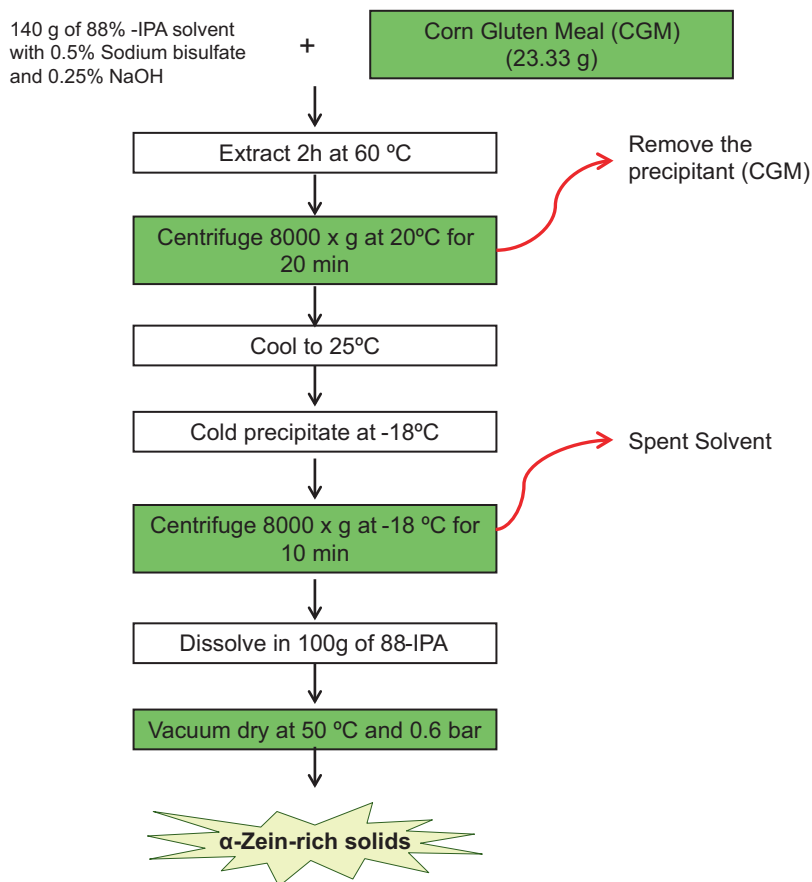 140 g of 88% -IPA solvent
with 0.5% Sodium bisulfate
and 0.25% NaOH
+
Corn Gluten Meal (CGM)
(23.33 g)
Extract 2h at 60 ºC
Remove the
precipitant (CGM)
Centrifuge 8000 x g at 20ºC for
20 min
Cool to 25ºC
Cold precipitate at -18ºC
Spent Solvent
Centrifuge 8000 x g at -18 ºC for
10 min
Dissolve in 100g of 88-IPA
Vacuum dry at 50 ºC and 0.6 bar
α-Zein-rich solids